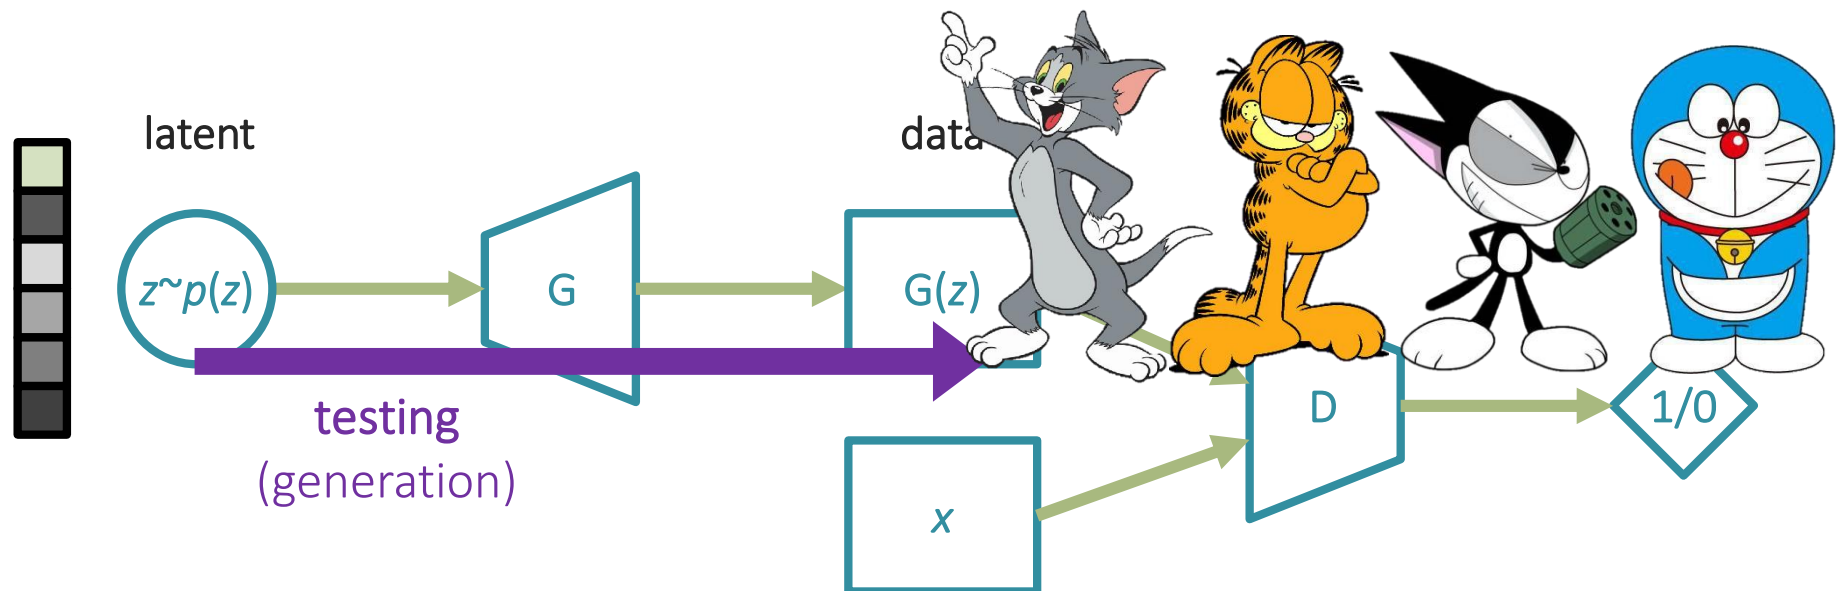 latent
data
z~p(z)
G
G(z)
testing
(generation)
D
1/0
x